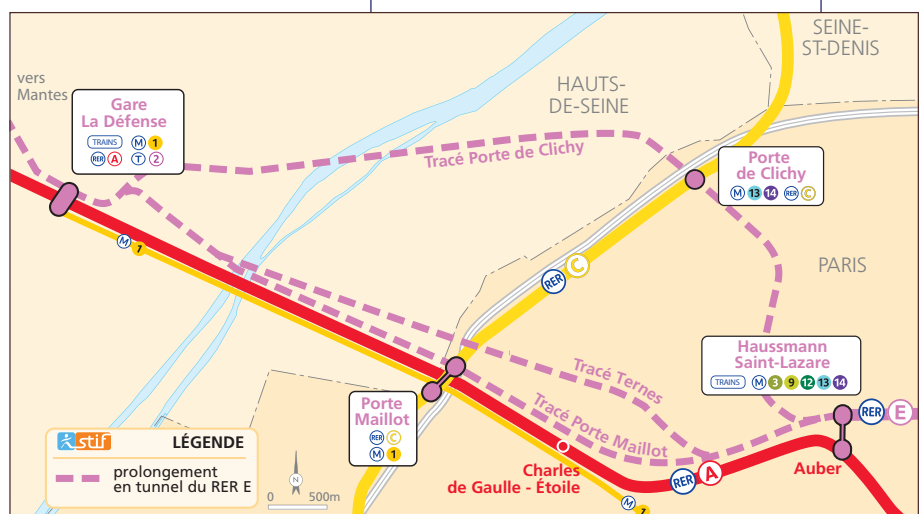 SEINE-
ST-DENIS
vers
Mantes
HAUTS-
DE-SEINE
Gare
La Défense
TRAINS M 1
RER A T 2
Tracé Porte de Clichy
Porte
de Clichy
M 13 14 RER C
M 1
RER C
PARIS
Haussmann
Saint-Lazare
TRAINS M 3 9 12 13 14
Tracé Ternes
Tracé Porte Maillot
Porte
Maillot
RER C
M 1
RER E
stif LÉGENDE
prolongement
en tunnel du RER E
N
0 500m
Charles
de Gaulle - Étoile
RER A
Auber
M 1